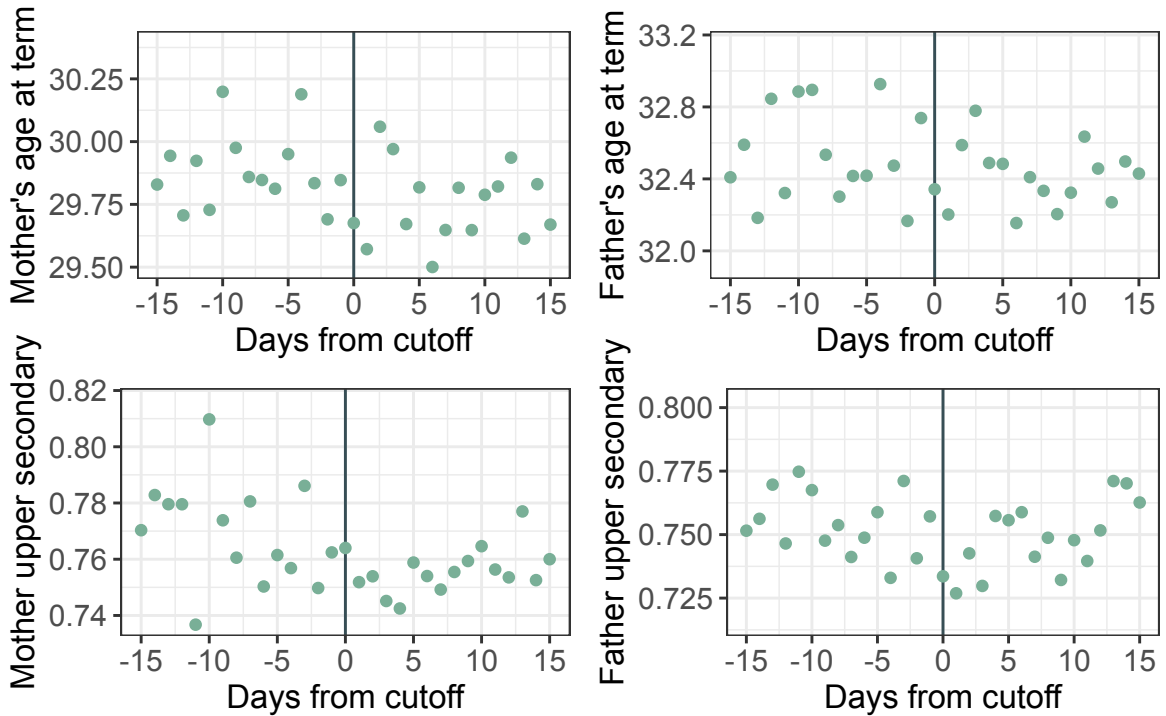 Mother's age at term
30.25
30.00
29.75
29.50
-15 -10 -5 0 5 10 15
Days from cutoff
Father's age at term
33.2
32.8
32.4
32.0
-15 -10 -5 0 5 10 15
Days from cutoff
Mother upper secondary
0.82
0.80
0.78
0.76
0.74
-15 -10 -5 0 5 10 15
Days from cutoff
Father upper secondary
0.800
0.775
0.750
0.725
-15 -10 -5 0 5 10 15
Days from cutoff